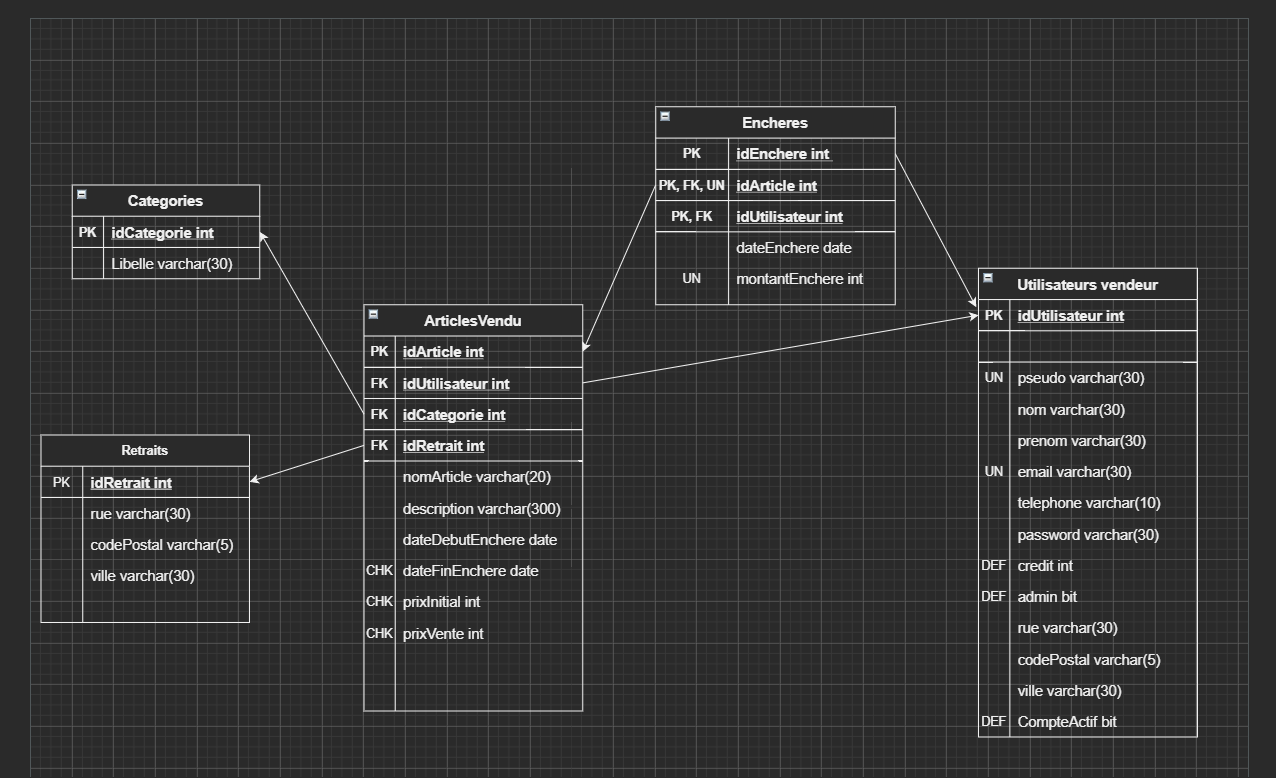 Encheres
PK idEnchere int
PK, FK, UN idArticle int
PK, FK idUtilisateur int
dateEnchere date
UN montantEnchere int
Categories
PK idCategorie int
Libelle varchar(30)
Utilisateurs vendeur
PK idUtilisateur int
UN pseudo varchar(30)
nom varchar(30)
prenom varchar(30)
UN email varchar(30)
telephone varchar(10)
password varchar(30)
DEF credit int
DEF admin bit
rue varchar(30)
codePostal varchar(5)
ville varchar(30)
DEF CompteActif bit
ArticlesVendu
PK idArticle int
FK idUtilisateur int
FK idCategorie int
FK idRetrait int
nomArticle varchar(20)
description varchar(300)
dateDebutEnchere date
CHK dateFinEnchere date
CHK prixInitial int
CHK prixVente int
Retraits
PK idRetrait int
rue varchar(30)
codePostal varchar(5)
ville varchar(30)